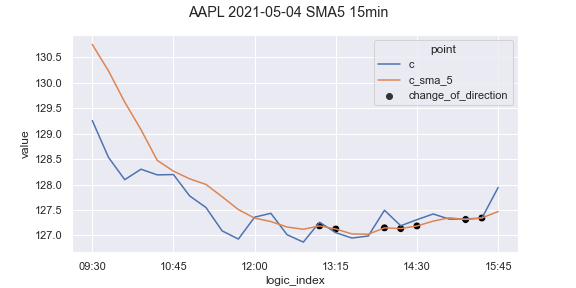 AAPL 2021-05-04 SMA5 15min
point
c
c_sma_5
change_of_direction
130.5
130.0
129.5
129.0
128.5
128.0
127.5
127.0
value
09:30 10:45 12:00 13:15 14:30 15:45
logic_index